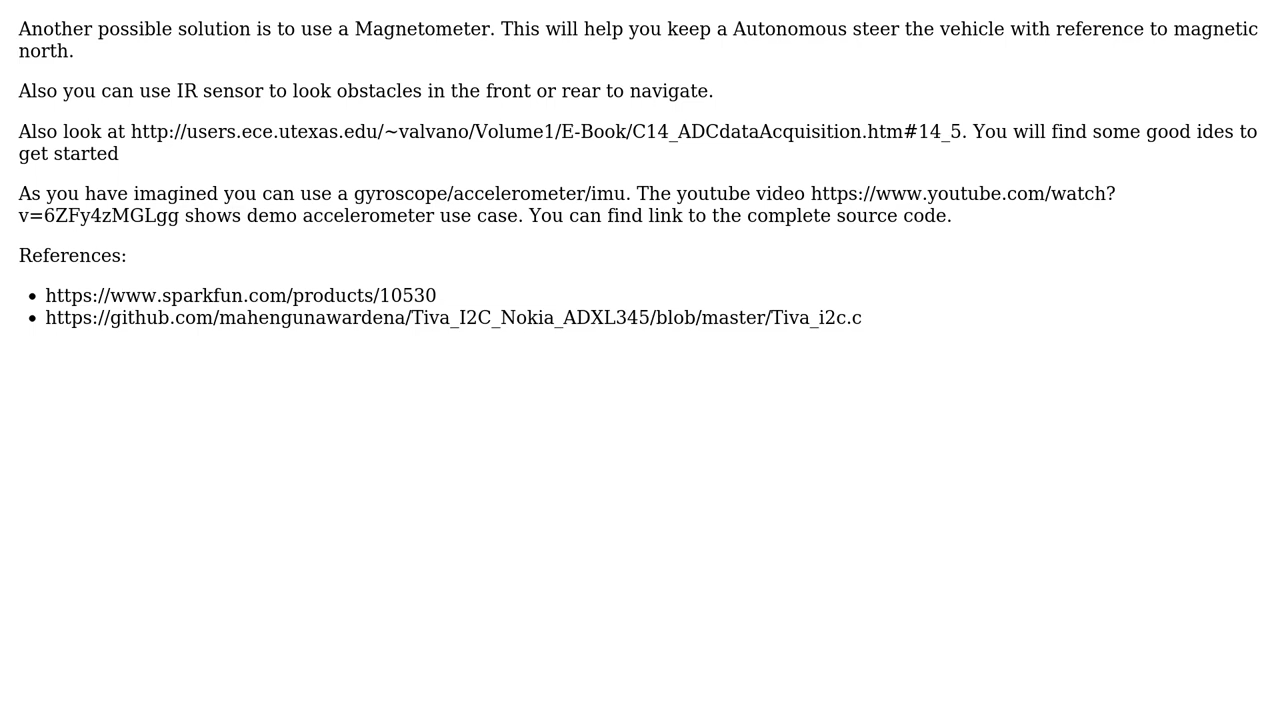 Another possible solution is to use a Magnetometer. This will help you keep a Autonomous steer the vehicle with reference to magnetic
north.
Also you can use IR sensor to look obstacles in the front or rear to navigate.
Also look at http://users.ece.utexas.edu/~valvano/Volume1/E-Book/C14_ADCdataAcquisition.htm#14_5. You will find some good ides to
get started
As you have imagined you can use a gyroscope/accelerometer/imu. The youtube video https://www.youtube.com/watch?
v=6ZFy4zMGLgg shows demo accelerometer use case. You can find link to the complete source code.
References:
• https://www.sparkfun.com/products/10530
• https://github.com/mahengunawardena/Tiva_I2C_Nokia_ADXL345/blob/master/Tiva_i2c.c